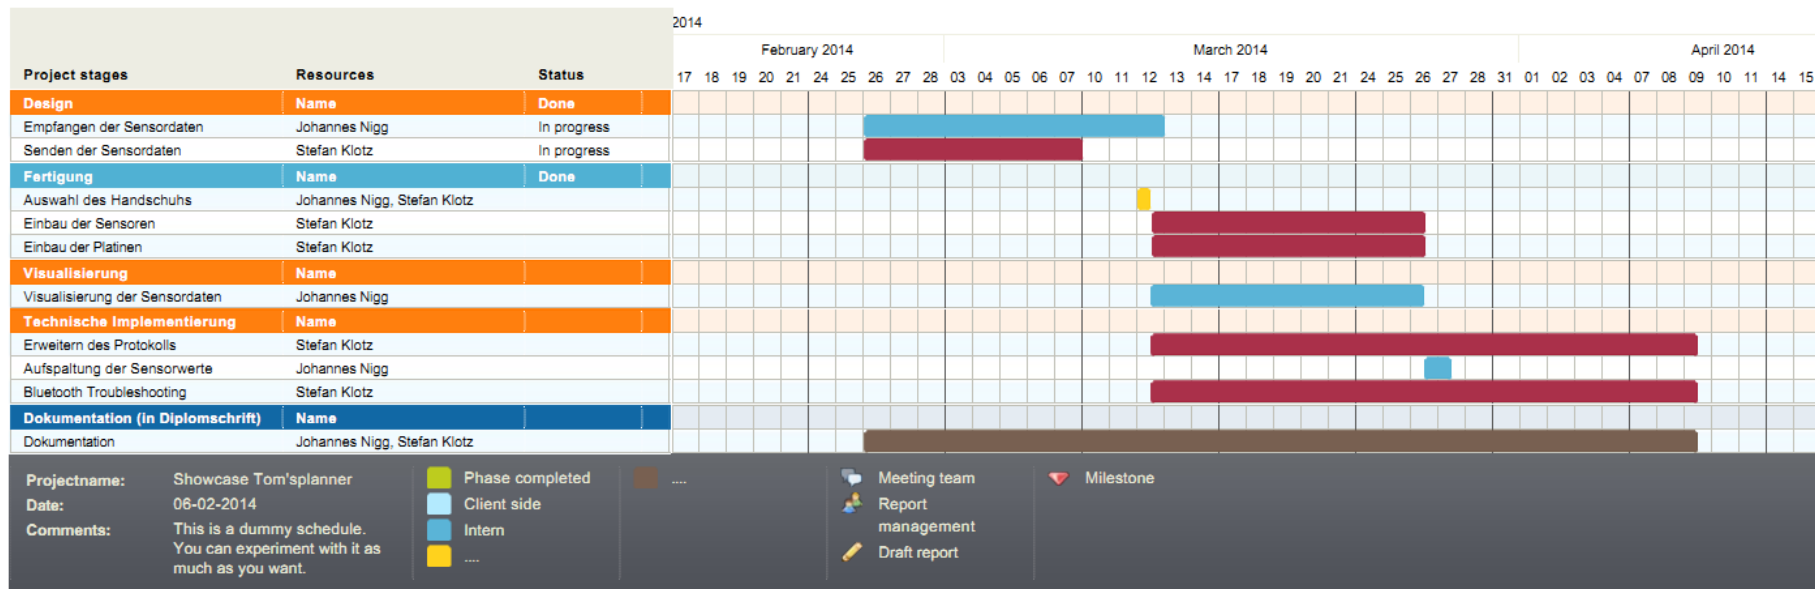 2014
February 2014 March 2014 April 2014
Project stages Resources Status 17 18 19 20 21 24 25 26 27 28 03 04 05 06 07 10 11 12 13 14 17 18 19 20 21 24 25 26 27 28 31 01 02 03 04 07 08 09 10 11 14 15
Design Name Done
Empfangen der Sensordaten Johannes Nigg In progress
Senden der Sensordaten Stefan Klotz In progress
Fertigung Name Done
Auswahl des Handschuhs Johannes Nigg, Stefan Klotz
Einbau der Sensoren Stefan Klotz
Einbau der Platinen Stefan Klotz
Visualisierung Name
Visualisierung der Sensordaten Johannes Nigg
Technische Implementierung Name
Erweitern des Protokolls Stefan Klotz
Aufspaltung der Sensorwerte Johannes Nigg
Bluetooth Troubleshooting Stefan Klotz
Dokumentation (in Diplomschrift) Name
Dokumentation Johannes Nigg, Stefan Klotz
Projectname: Showcase Tom'splanner
Date: 06-02-2014
Comments: This is a dummy schedule.
You can experiment with it as
much as you want.
Phase completed
Client side
Intern
....
....
Meeting team
Report
management
Draft report
Milestone